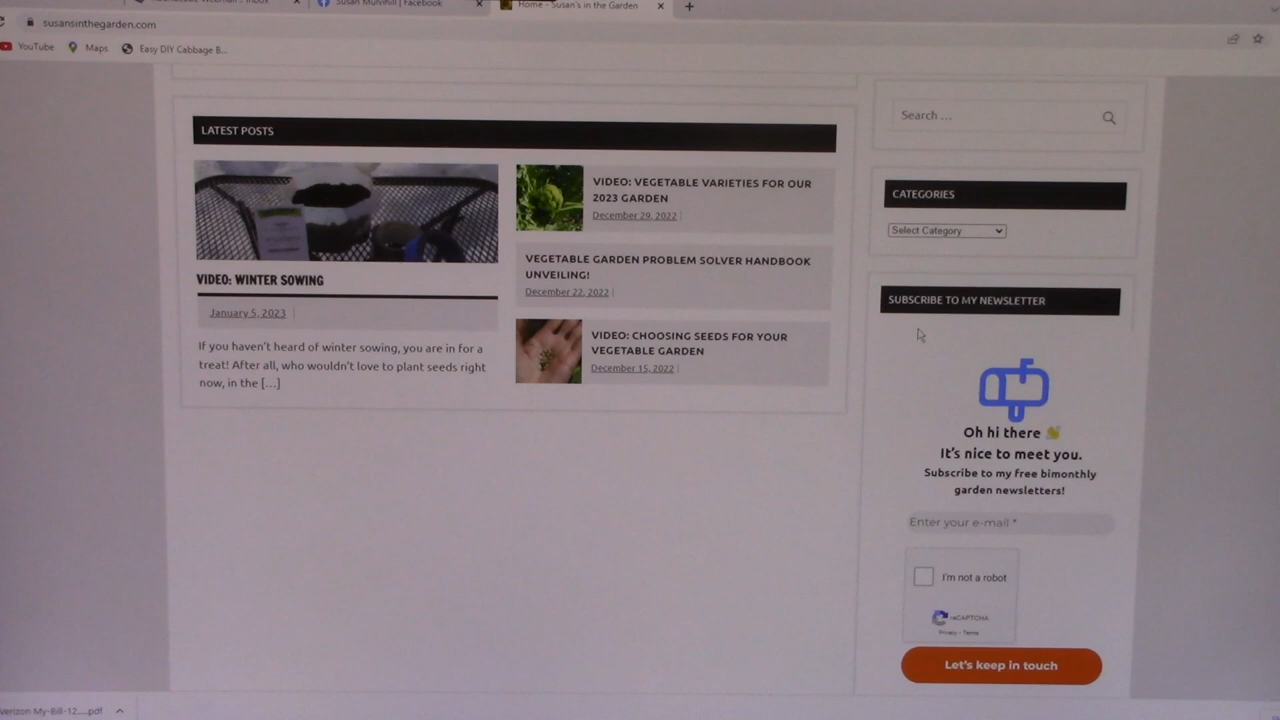 Susan Mulvihill | Facebook
Home - Susan's in the Garden
susansinthegarden.com
YouTube
Maps
Easy DIY Cabbage B...
LATEST POSTS
VIDEO: WINTER SOWING
January 5, 2023
If you haven't heard of winter sowing, you are in for a
treat! After all, who wouldn't love to plant seeds right
now, in the [...]
VIDEO: VEGETABLE VARIETIES FOR OUR
2023 GARDEN
December 29, 2022
VEGETABLE GARDEN PROBLEM SOLVER HANDBOOK
UNVEILING!
December 22, 2022
VIDEO: CHOOSING SEEDS FOR YOUR
VEGETABLE GARDEN
December 15, 2022
Search ...
CATEGORIES
Select Category
SUBSCRIBE TO MY NEWSLETTER
Oh hi there 👋
It's nice to meet you.
Subscribe to my free bimonthly
garden newsletters!
Enter your e-mail *
I'm not a robot
reCAPTCHA
Privacy - Terms
Let's keep in touch
verizon My-Bill-12....pdf